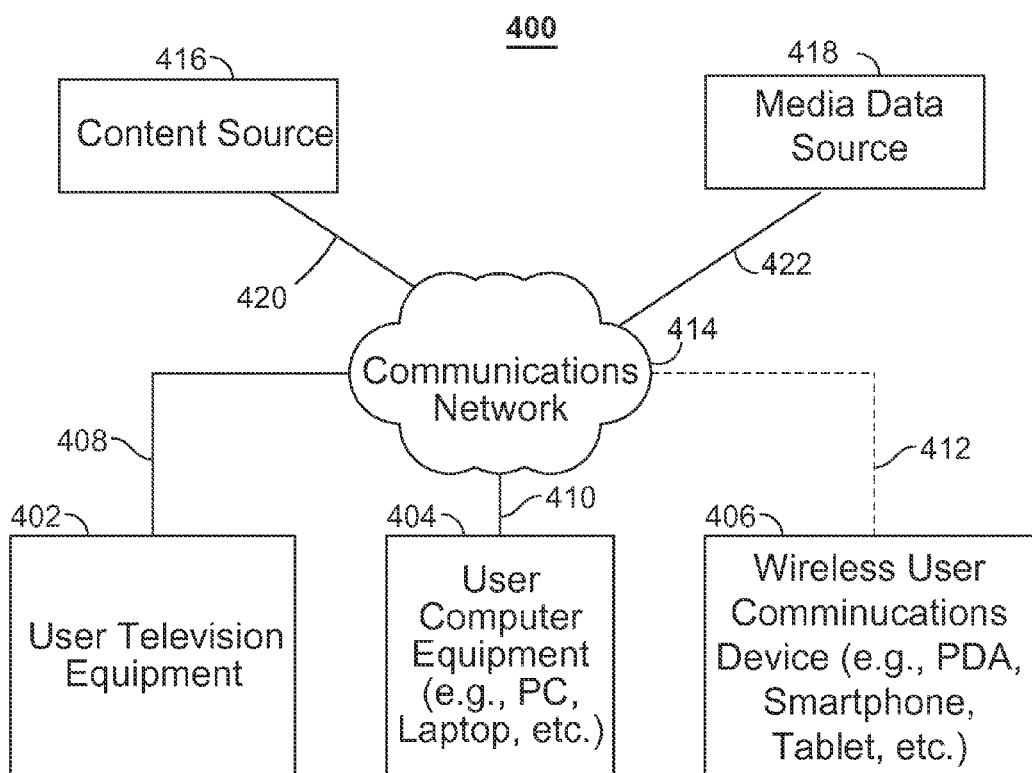 400
416
418
Content Source
Media Data
Source
420
422
414
Communications
Network
408
412
410
402
404
406
User Television
Equipment
User
Computer
Equipment
(e.g., PC,
Laptop, etc.)
Wireless User
Comminucations
Device (e.g., PDA,
Smartphone,
Tablet, etc.)